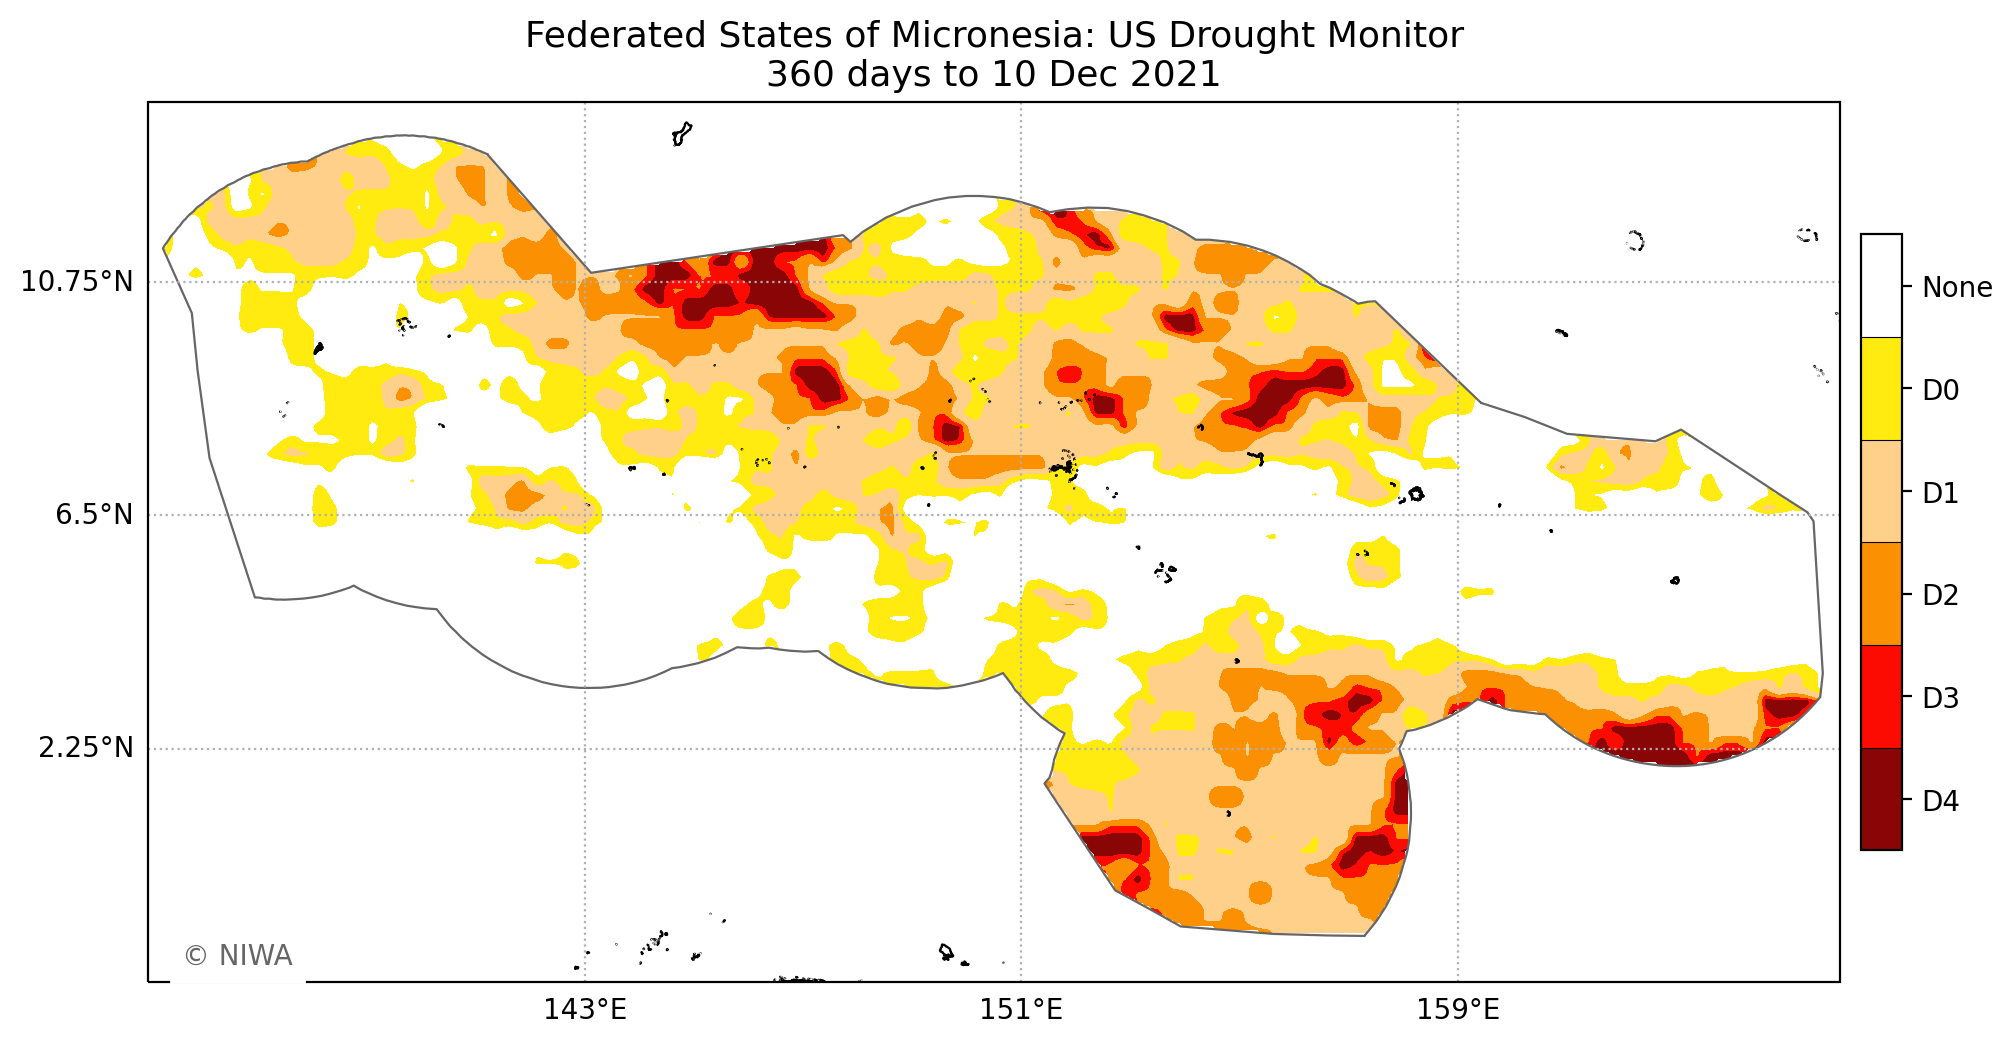 Federated States of Micronesia: US Drought Monitor
360 days to 10 Dec 2021
10.75°N
6.5°N
2.25°N
143°E
151°E
159°E
None
D0
D1
D2
D3
D4
© NIWA